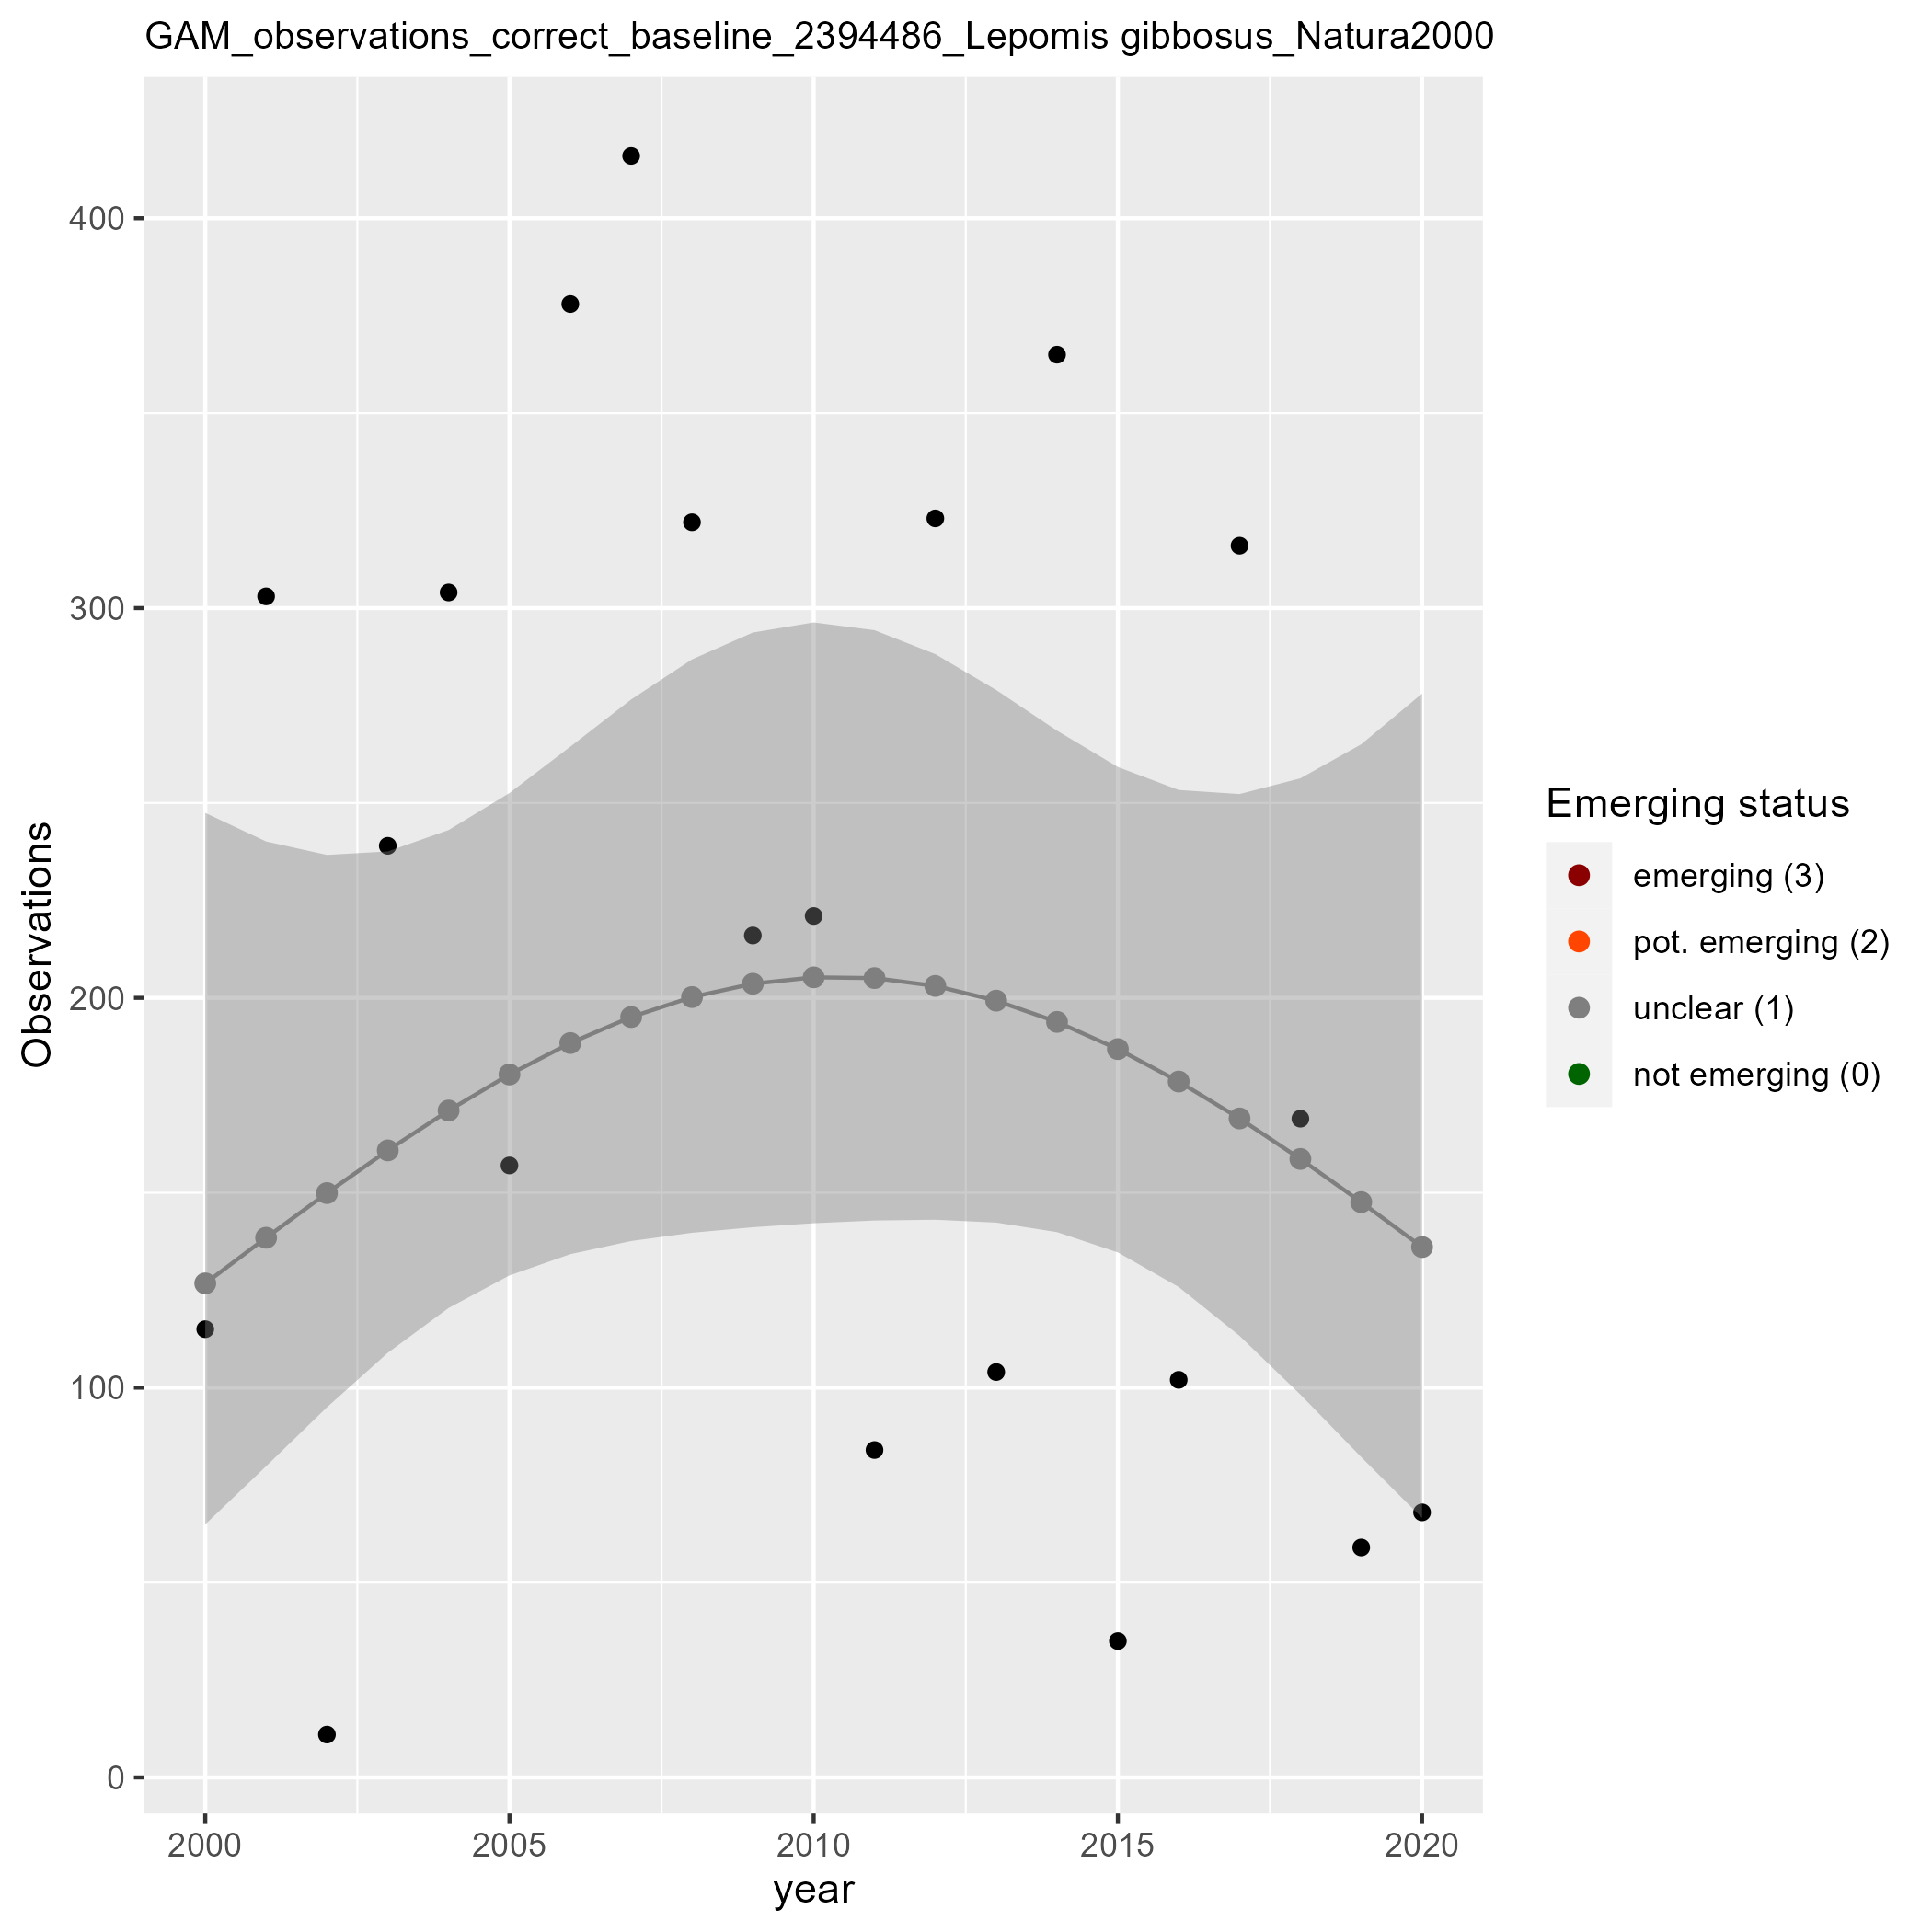 GAM_observations_correct_baseline_2394486_Lepomis gibbosus_Natura2000
400
300
200
100
0
Observations
2000
2005
2010
2015
2020
year
Emerging status
emerging (3)
pot. emerging (2)
unclear (1)
not emerging (0)